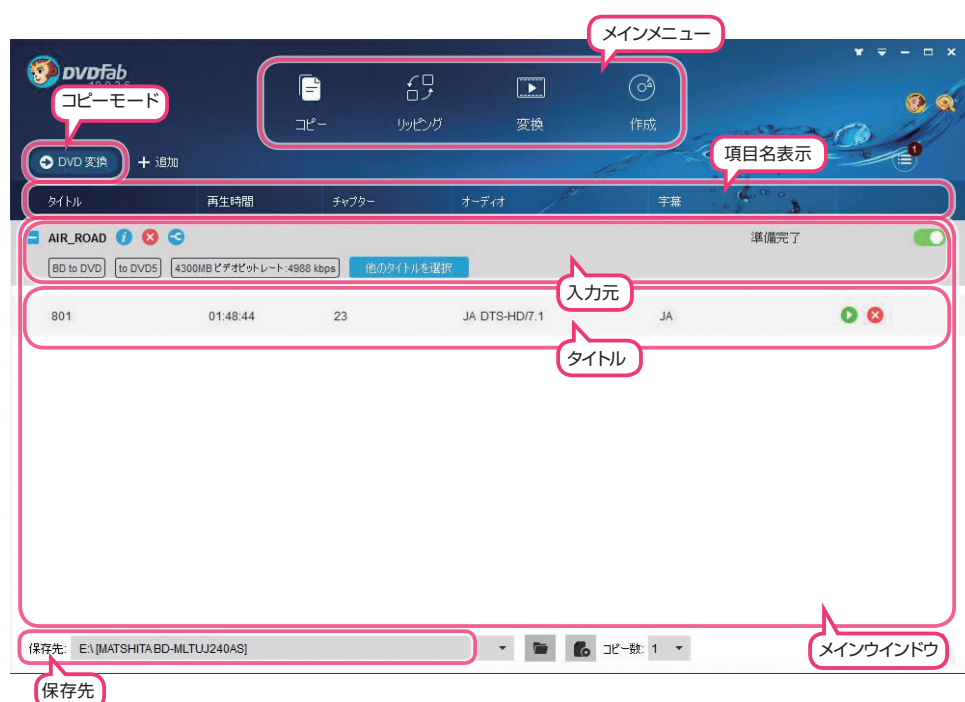 メインメニュー
DVDFab
コピーモード
コピー
リッピング
変換
作成
DVD 変換
追加
項目名表示
1
タイトル
再生時間
チャプター
オーディオ
字幕
AIR_ROAD
準備完了
BD to DVD
to DVD5
4300MB ビデオビットレート:4988 kbps
他のタイトルを選択
入力元
801
01:48:44
23
JA DTS-HD/7.1
JA
タイトル
保存先: E:\ [MATSHITA BD-MLTUJ240AS]
コピー数: 1
メインウインドウ
保存先